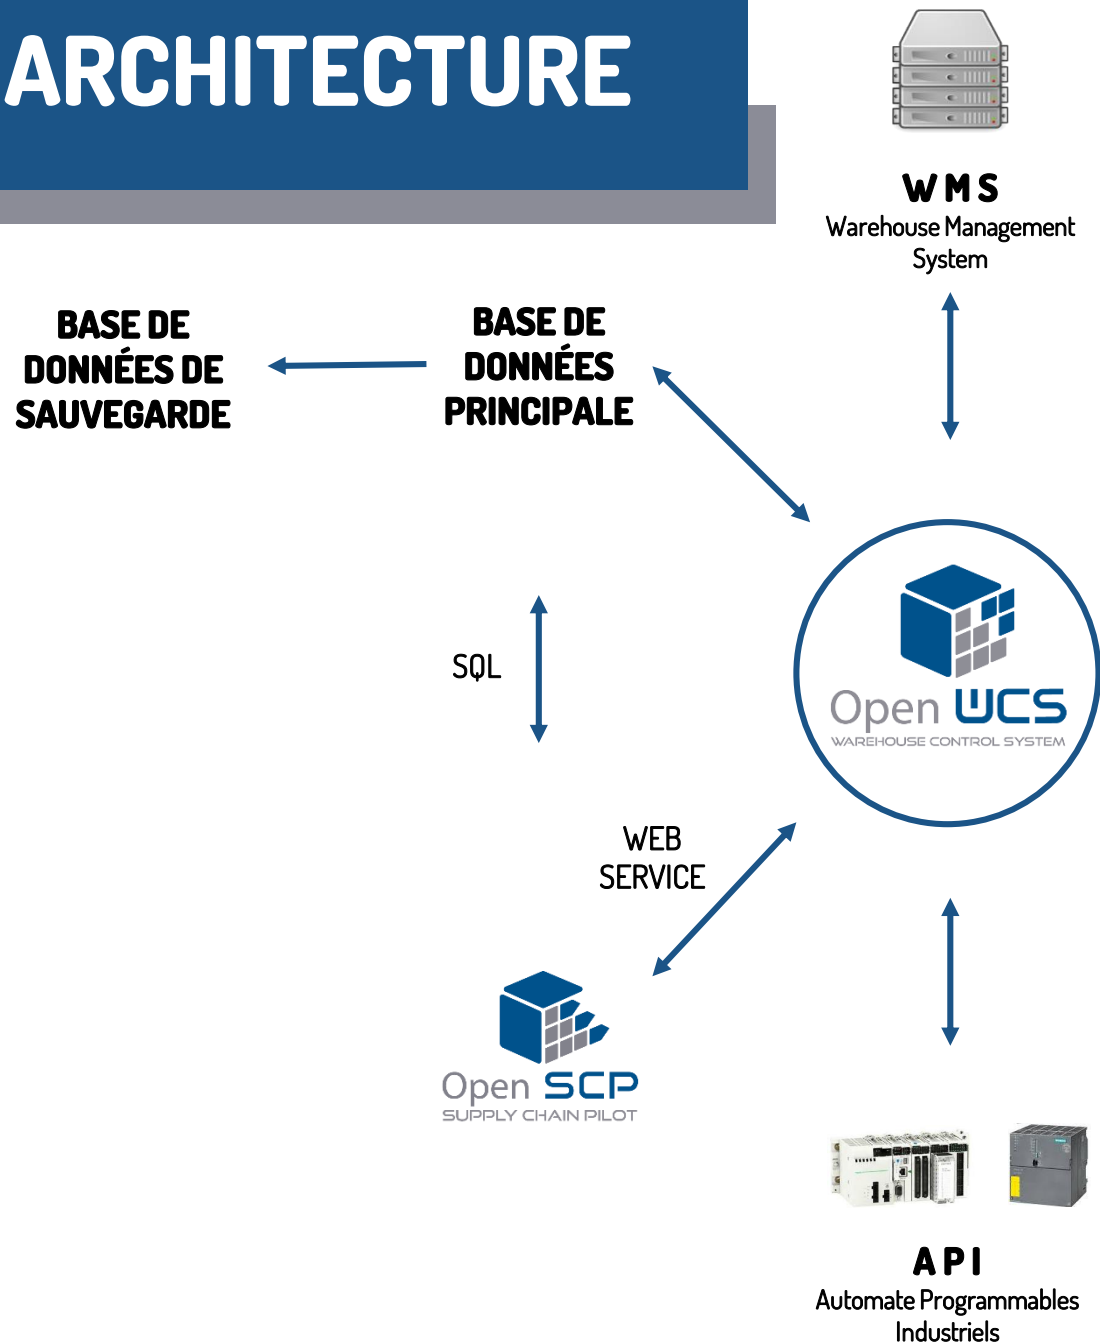 ARCHITECTURE
WMS
Warehouse Management
System
BASE DE
DONNÉES DE
SAUVEGARDE
BASE DE
DONNÉES
PRINCIPALE
SQL
Open WCS
WAREHOUSE CONTROL SYSTEM
WEB
SERVICE
Open SCP
SUPPLY CHAIN PILOT
API
Automate Programmables
Industriels